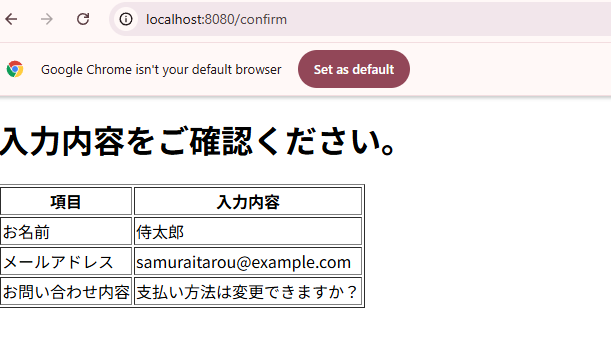 localhost:8080/confirm
Google Chrome isn't your default browser Set as default
入力内容をご確認ください。
項目 入力内容
お名前 侍太郎
メールアドレス samuraitarou@example.com
お問い合わせ内容 支払い方法は変更できますか？